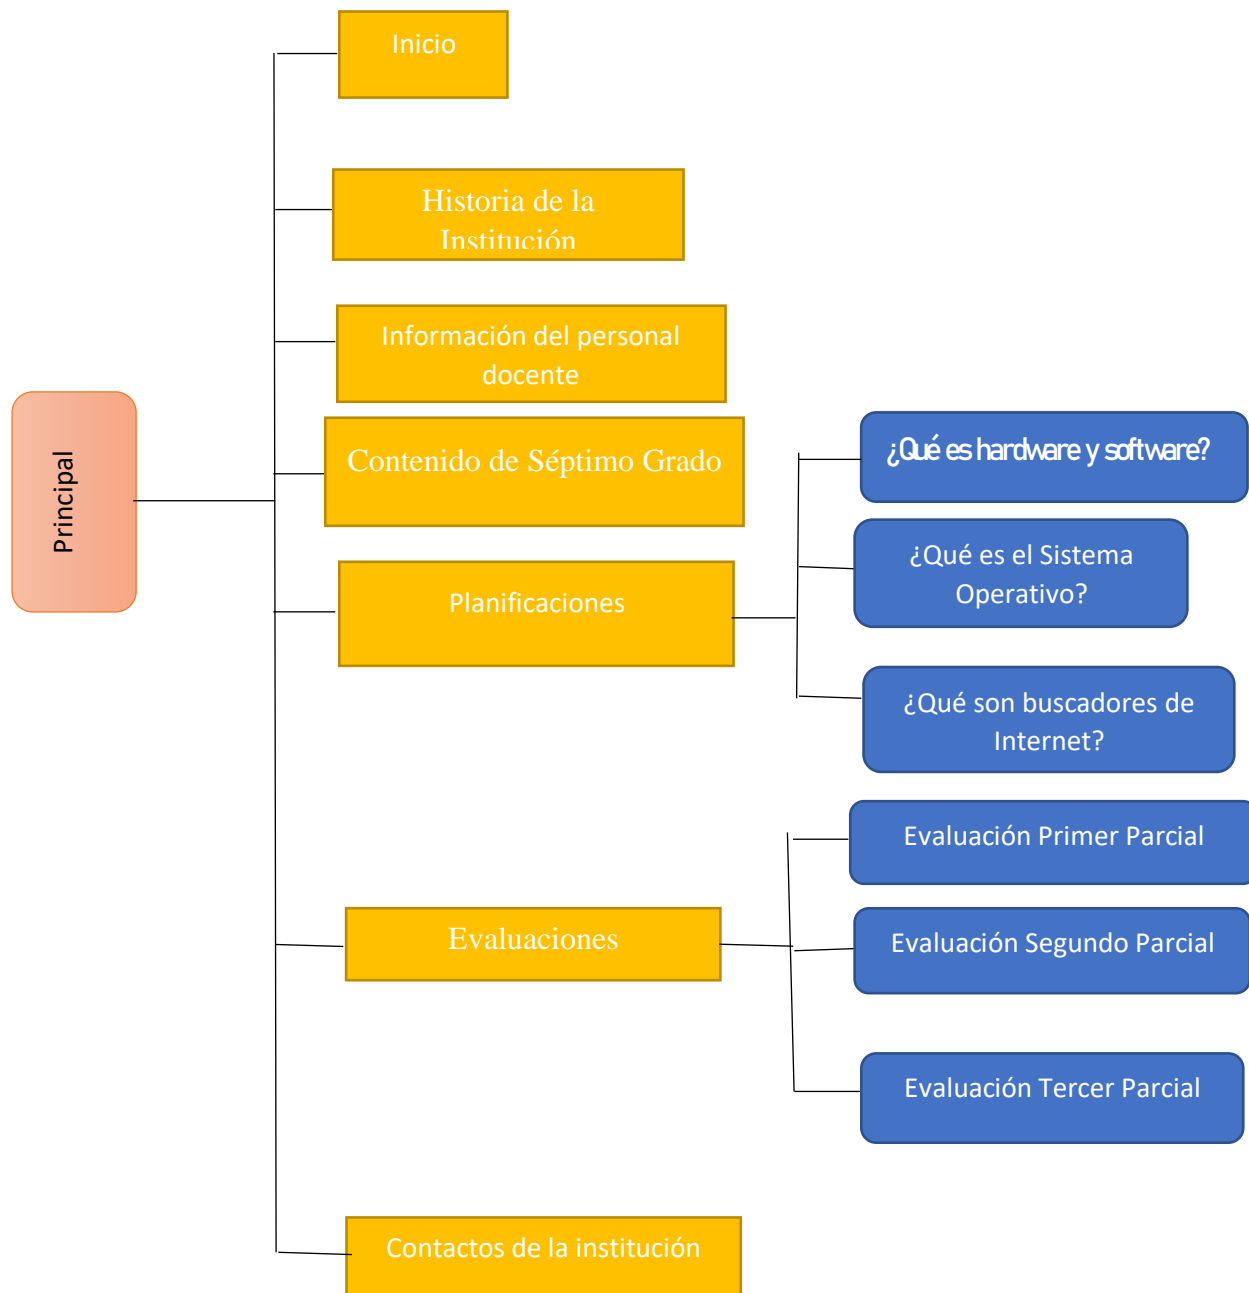 Inicio
Historia de la
Institución
Información del personal
docente
Principal
Contenido de Séptimo Grado
¿Qué es hardware y software?
¿Qué es el Sistema
Operativo?
Planificaciones
¿Qué son buscadores de
Internet?
Evaluación Primer Parcial
Evaluaciones
Evaluación Segundo Parcial
Evaluación Tercer Parcial
Contactos de la institución